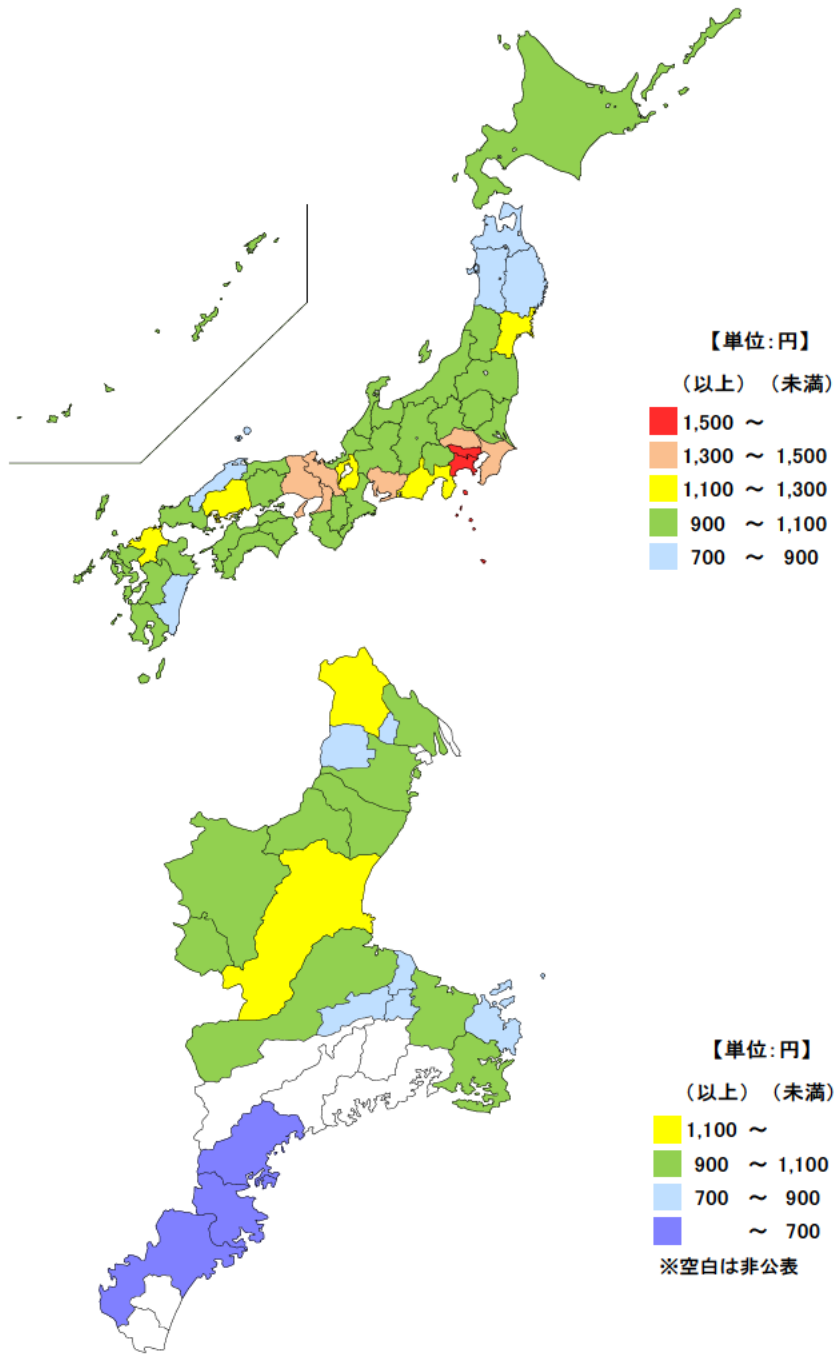 【単位：円】
（以上）（未満）
1,500 ～
1,300 ～ 1,500
1,100 ～ 1,300
900 ～ 1,100
700 ～ 900
【単位：円】
（以上）（未満）
1,100 ～
900 ～ 1,100
700 ～ 900
～ 700
※空白は非公表